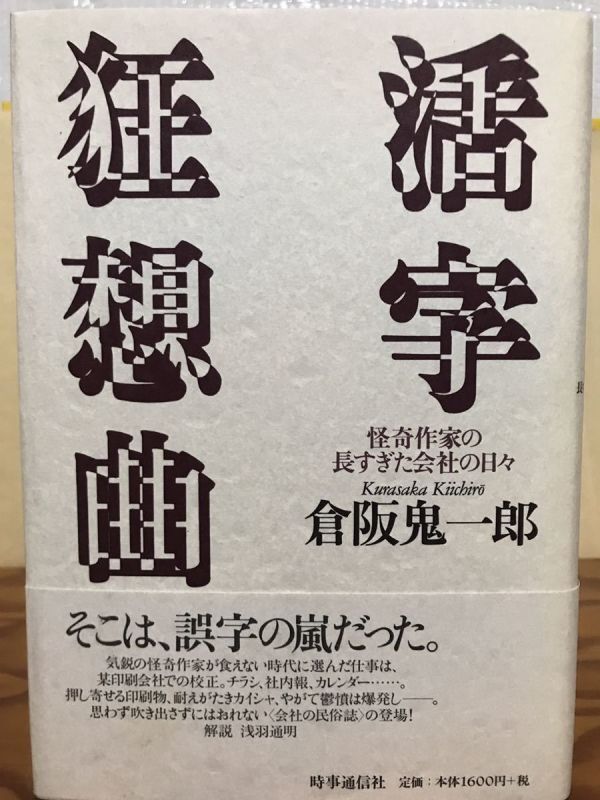 活字
狂想曲
怪奇作家の
長すぎた会社の日々
Kurasaka Kiichirō
倉阪鬼一郎
長
そこは、誤字の嵐だった。
気鋭の怪奇作家が食えない時代に選んだ仕事は、
某印刷会社での校正。チラシ、社内報、カレンダー……。
押し寄せる印刷物、耐えがたきカイシャ、やがて鬱憤は爆発し――。
思わず吹き出さずにはおれない〈会社の民俗誌〉の登場!
解説 浅羽通明
時事通信社 定価:本体1600円+税